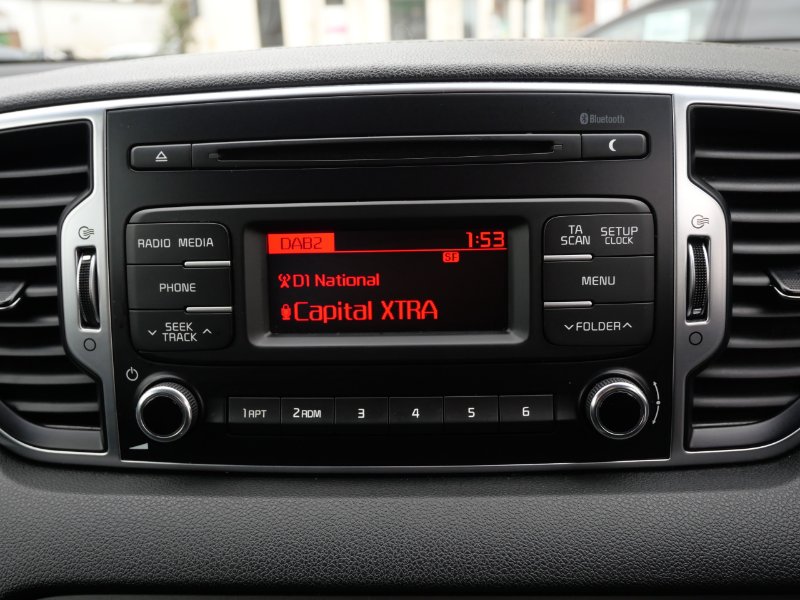 Bluetooth
RADIO MEDIA
PHONE
SEEK
TRACK
DAB2 1:53
SF
D1 National
Capital XTRA
TA
SCAN
SETUP
CLOCK
MENU
FOLDER
1 RPT 2 RDM 3 4 5 6